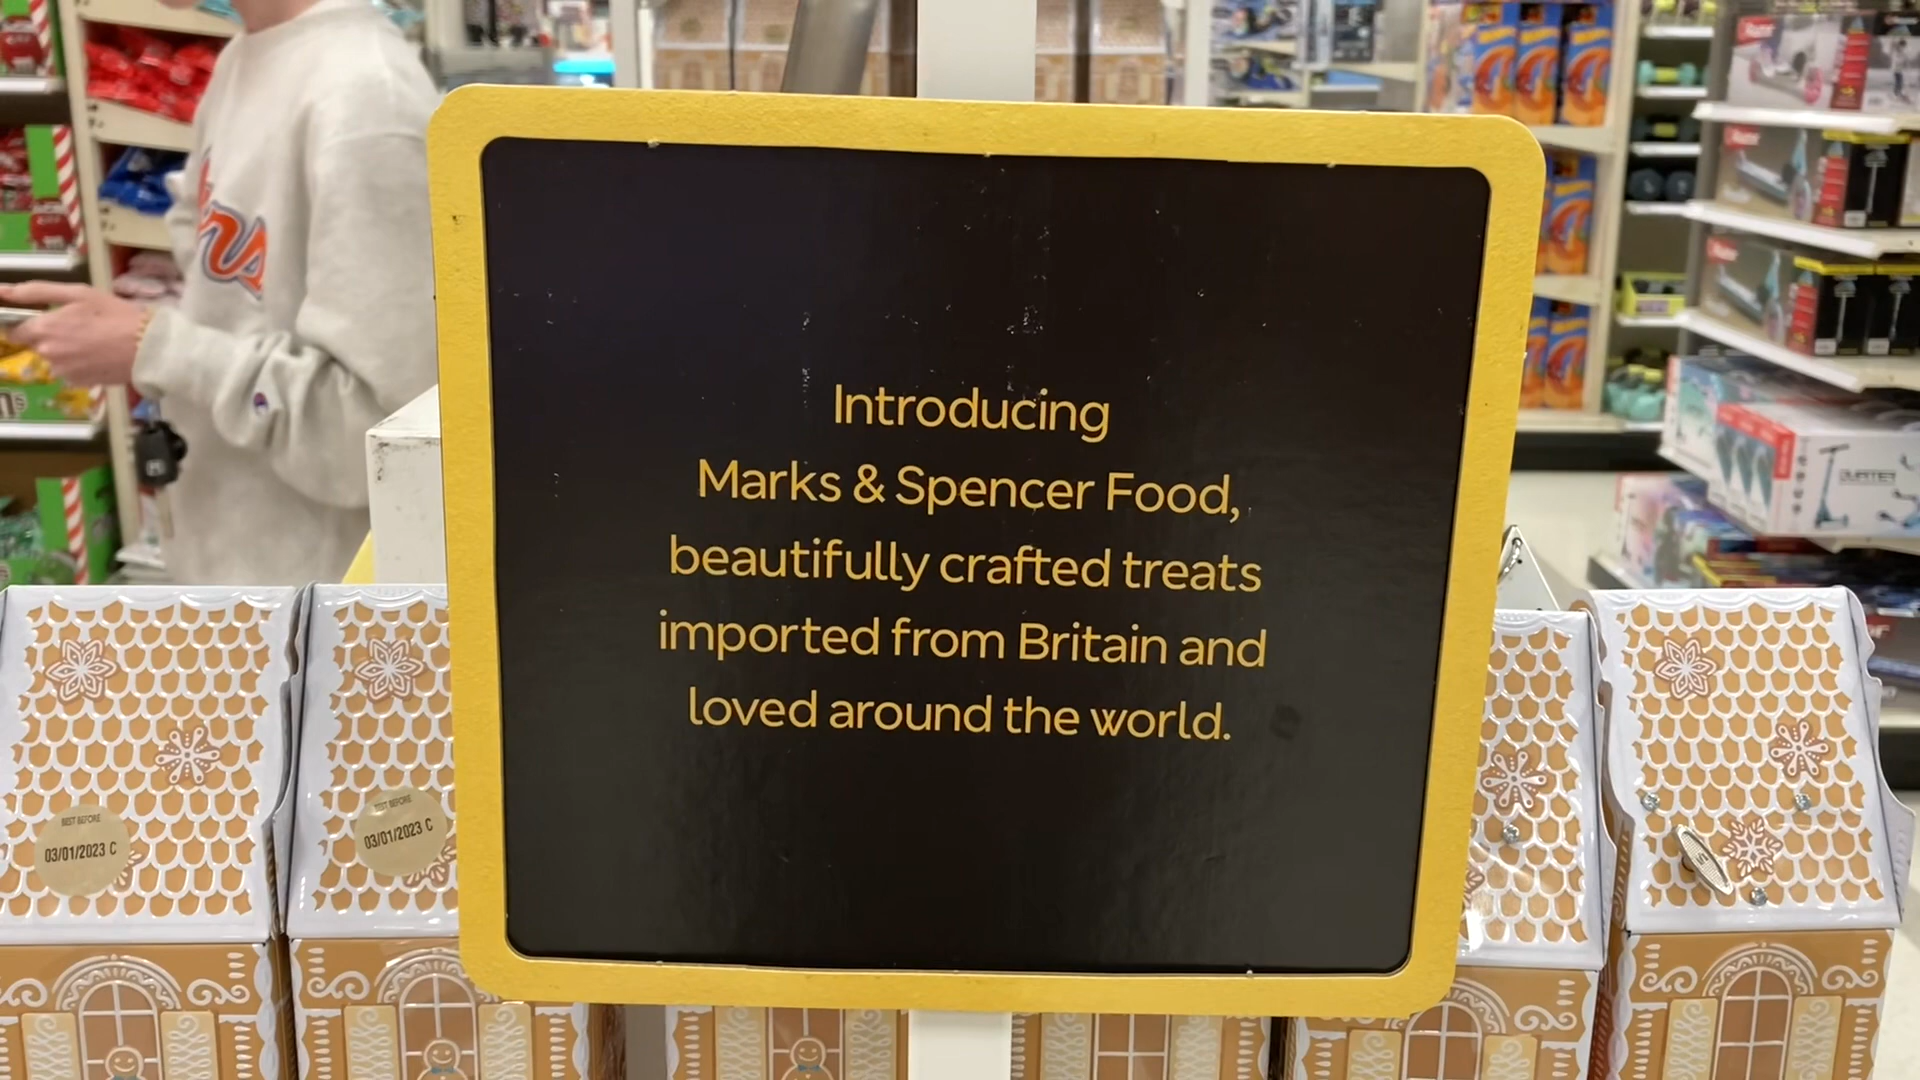 Introducing
Marks & Spencer Food,
beautifully crafted treats
imported from Britain and
loved around the world.
BEST BEFORE
03/01/2023 C
BEST BEFORE
03/01/2023 C